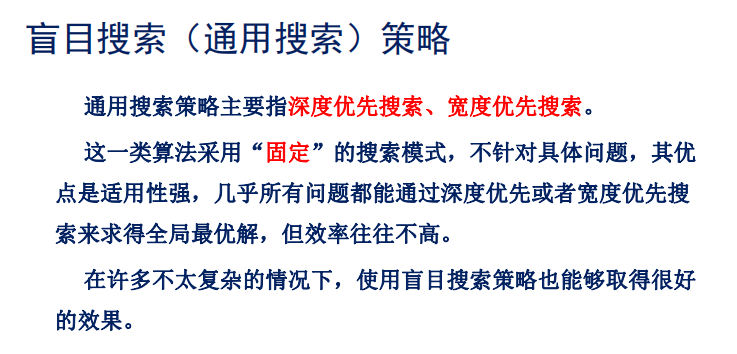 盲目搜索（通用搜索）策略
通用搜索策略主要指深度优先搜索、宽度优先搜索。
这一类算法采用“固定”的搜索模式，不针对具体问题，其优
点是适用性强，几乎所有问题都能通过深度优先或者宽度优先搜
索来求得全局最优解，但效率往往不高。
在许多不太复杂的情况下，使用盲目搜索策略也能够取得很好
的效果。